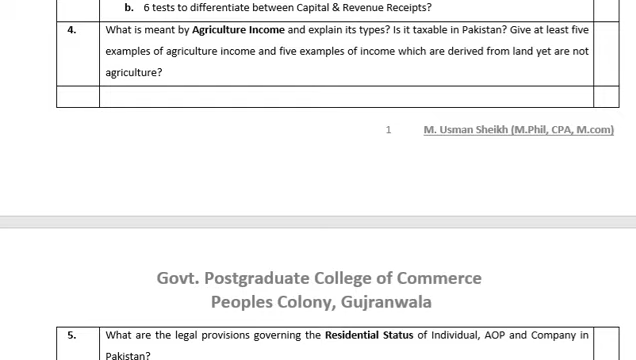 b. 6 tests to differentiate between Capital & Revenue Receipts?
4. What is meant by Agriculture Income and explain its types? Is it taxable in Pakistan? Give at least five
examples of agriculture income and five examples of income which are derived from land yet are not
agriculture?
1 M. Usman Sheikh (M.Phil, CPA, M.com)
Govt. Postgraduate College of Commerce
Peoples Colony, Gujranwala
5. What are the legal provisions governing the Residential Status of Individual, AOP and Company in
Pakistan?